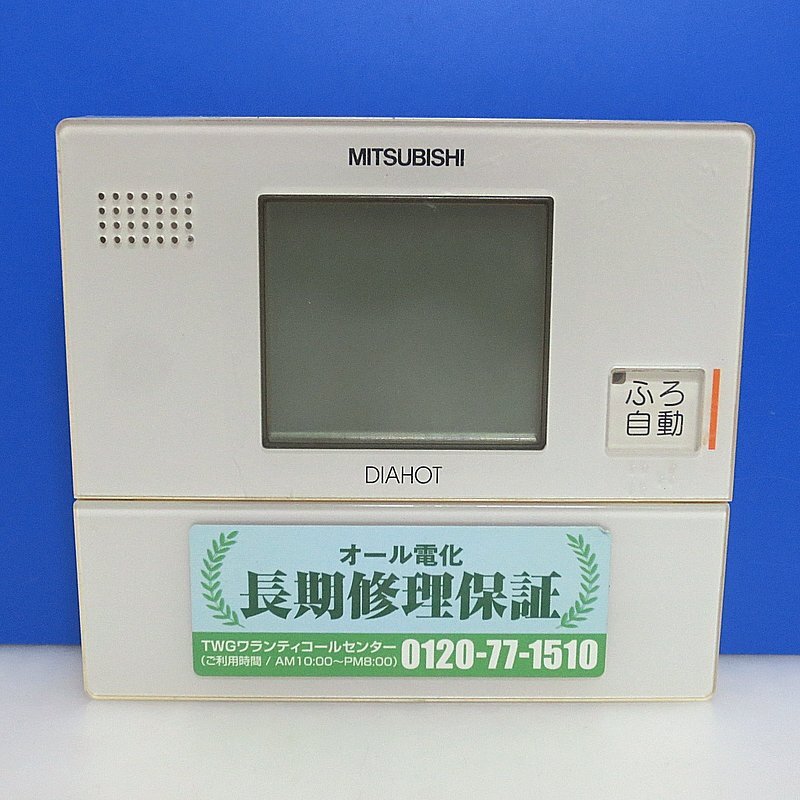 MITSUBISHI
ふろ
自動
DIAHOT
オール電化
長期修理保証
TWGワランティコールセンター
(ご利用時間 / AM10:00~PM8:00)
0120-77-1510